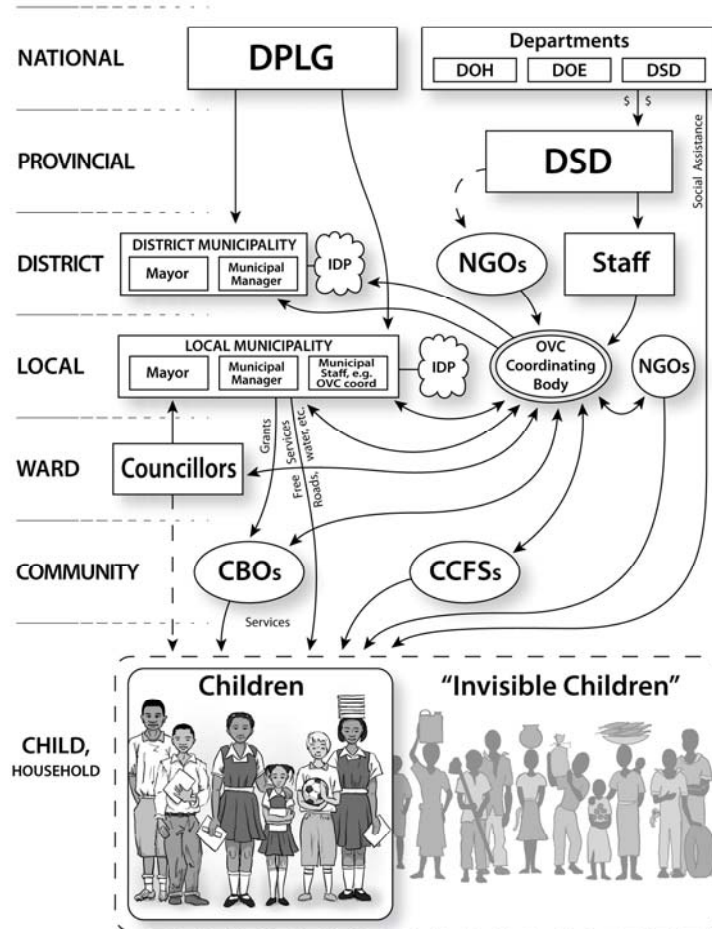 NATIONAL
DPLG
Departments
DOH
DOE
DSD
$ $
Social Assistance
PROVINCIAL
DSD
DISTRICT
DISTRICT MUNICIPALITY
Mayor
Municipal
Manager
IDP
NGOs
Staff
LOCAL
LOCAL MUNICIPALITY
Mayor
Municipal
Manager
Municipal
Staff, e.g.
OVC coord
IDP
OVC
Coordinating
Body
NGOs
WARD
Councillors
Grants
Free Services
Roads, water, etc.
COMMUNITY
CBOs
CCFSs
Services
CHILD,
HOUSEHOLD
Children
"Invisible Children"